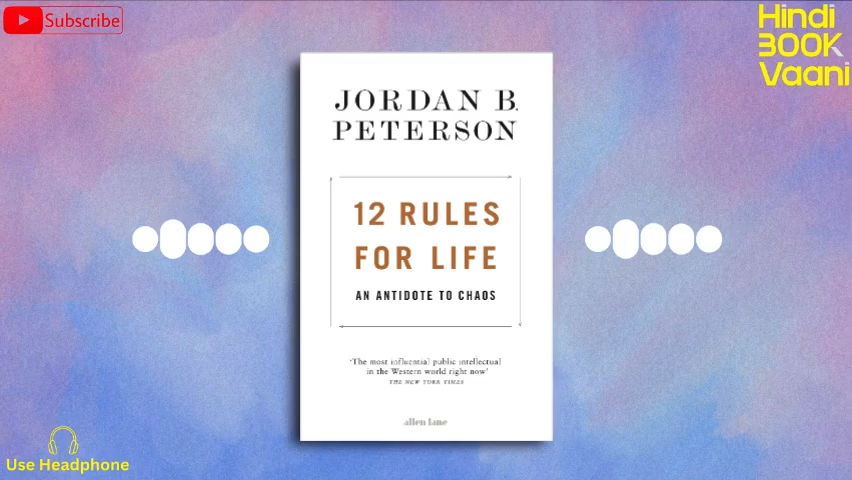 Subscribe
Hindi
BOOK
Vaani
JORDAN B.
PETERSON
12 RULES
FOR LIFE
AN ANTIDOTE TO CHAOS
'The most influential public intellectual
in the Western world right now'
THE NEW YORK TIMES
allen lane
Use Headphone